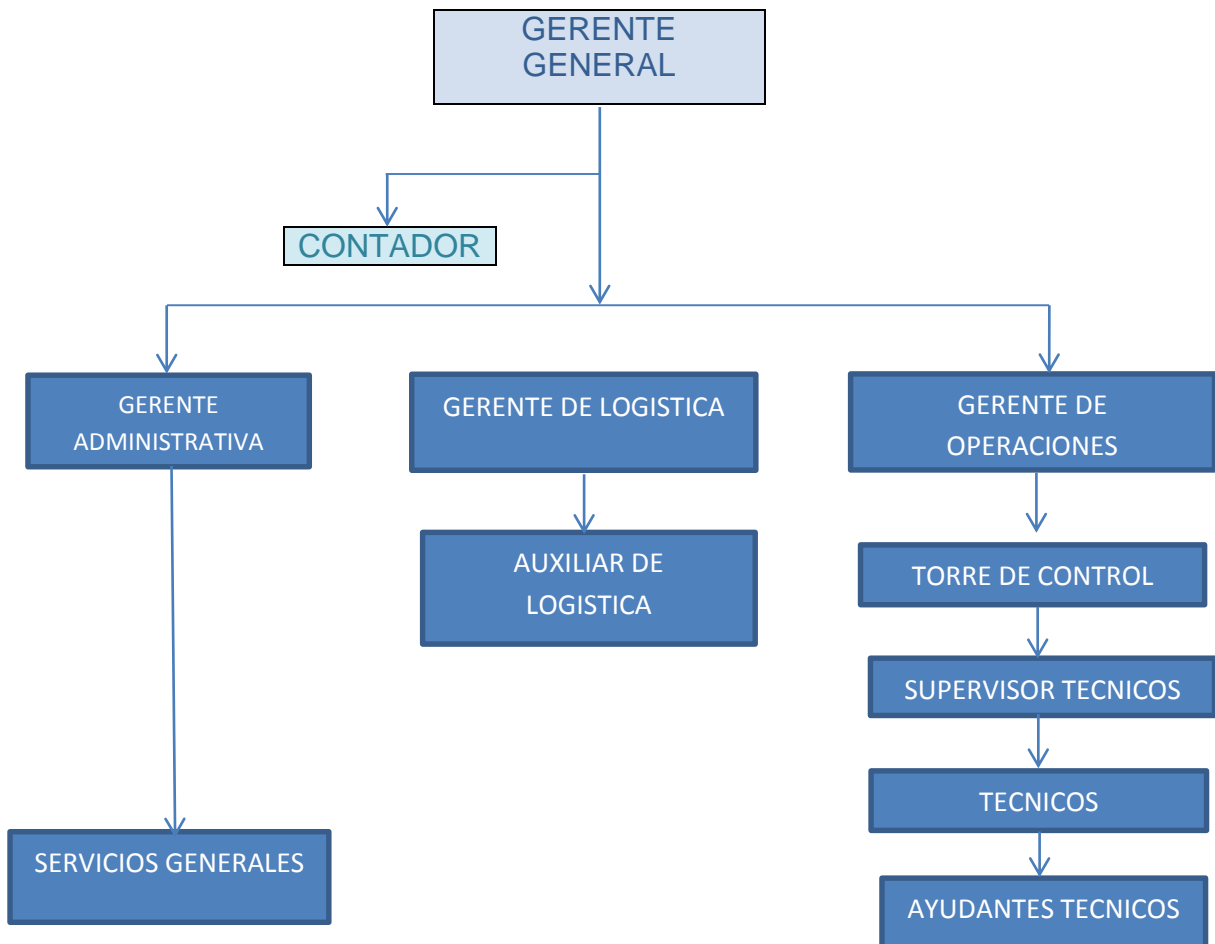 GERENTE
GENERAL
CONTADOR
GERENTE
ADMINISTRATIVA
GERENTE DE LOGISTICA
GERENTE DE
OPERACIONES
AUXILIAR DE
LOGISTICA
TORRE DE CONTROL
SUPERVISOR TECNICOS
TECNICOS
SERVICIOS GENERALES
AYUDANTES TECNICOS